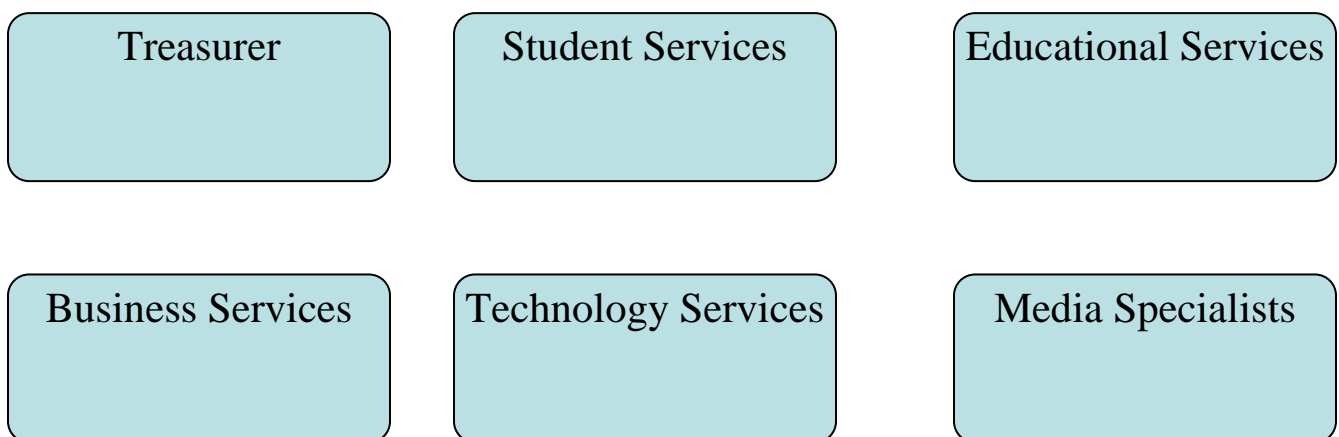 Treasurer
Student Services
Educational Services
Business Services
Technology Services
Media Specialists